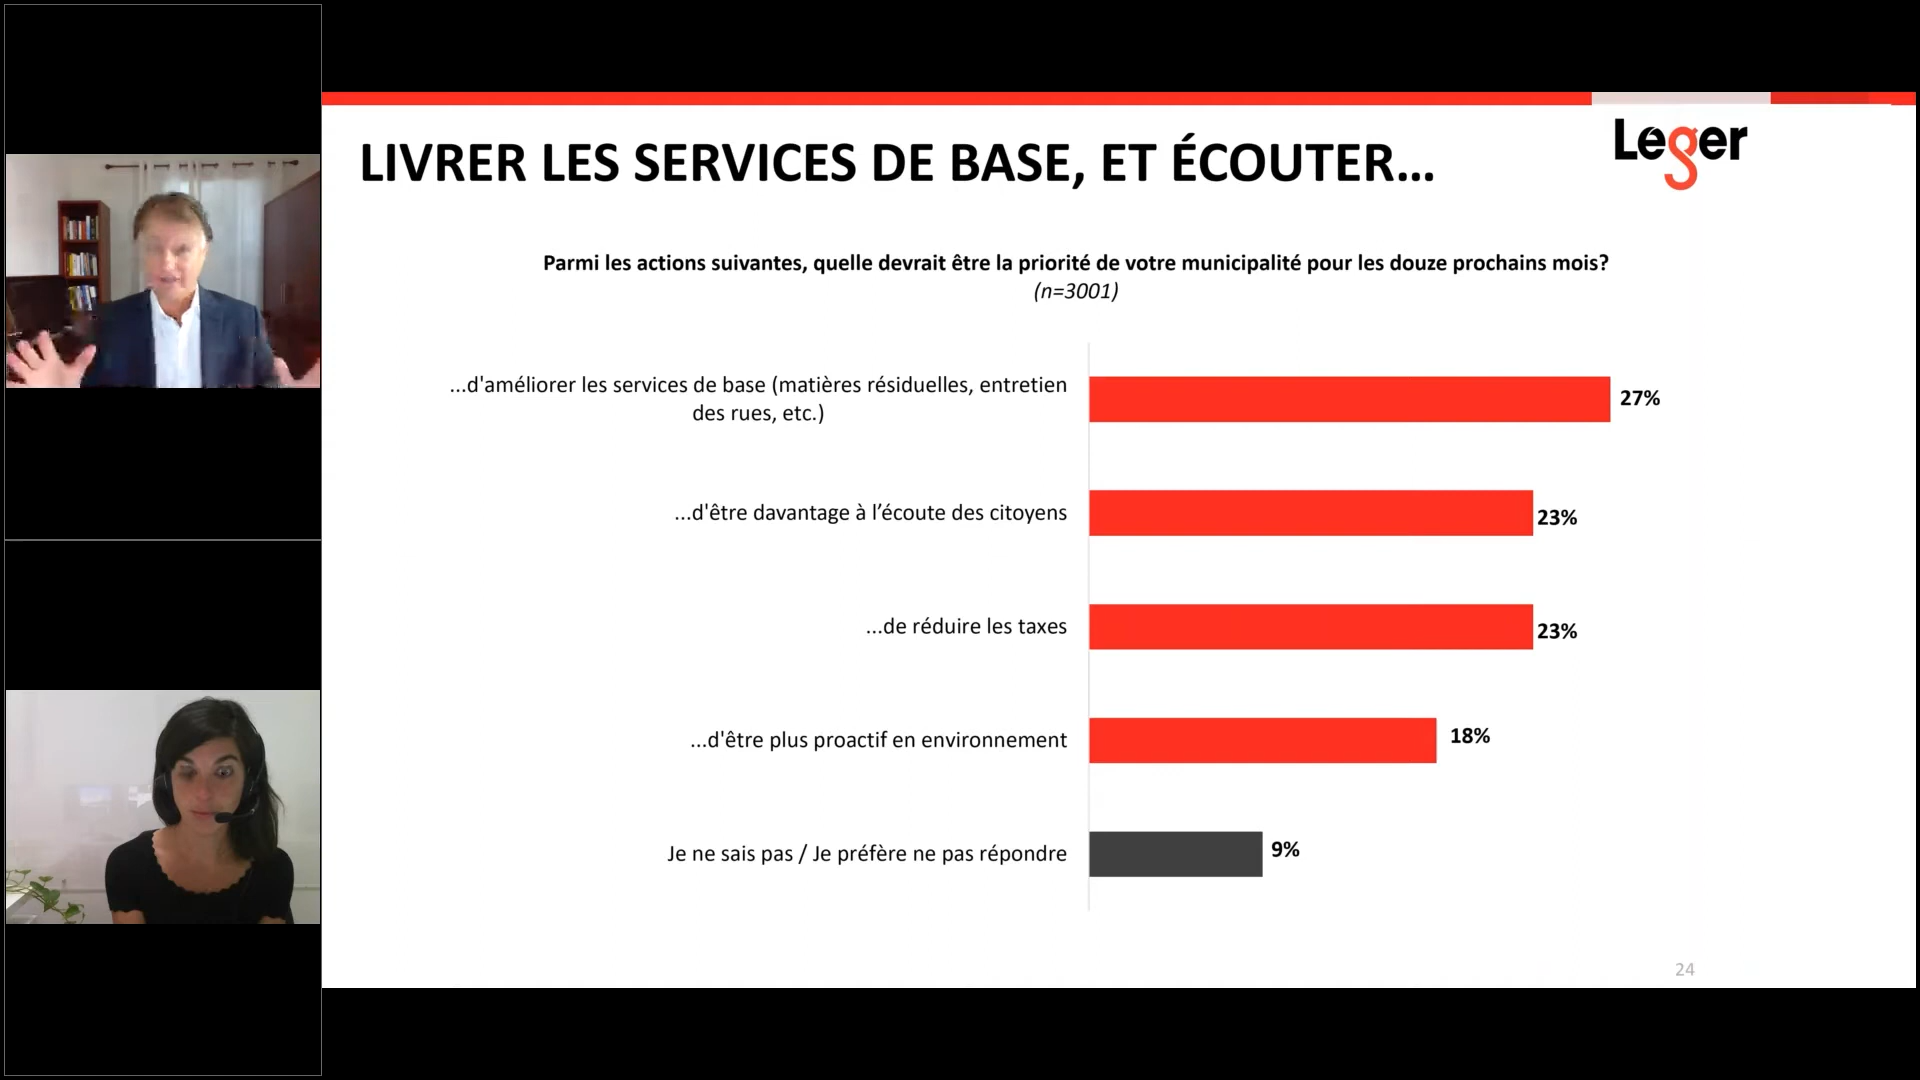 LIVRER LES SERVICES DE BASE, ET ÉCOUTER...
Leger
Parmi les actions suivantes, quelle devrait être la priorité de votre municipalité pour les douze prochains mois?
(n=3001)
...d'améliorer les services de base (matières résiduelles, entretien
des rues, etc.)
27%
...d'être davantage à l’écoute des citoyens
23%
...de réduire les taxes
23%
...d'être plus proactif en environnement
18%
Je ne sais pas / Je préfère ne pas répondre
9%
24